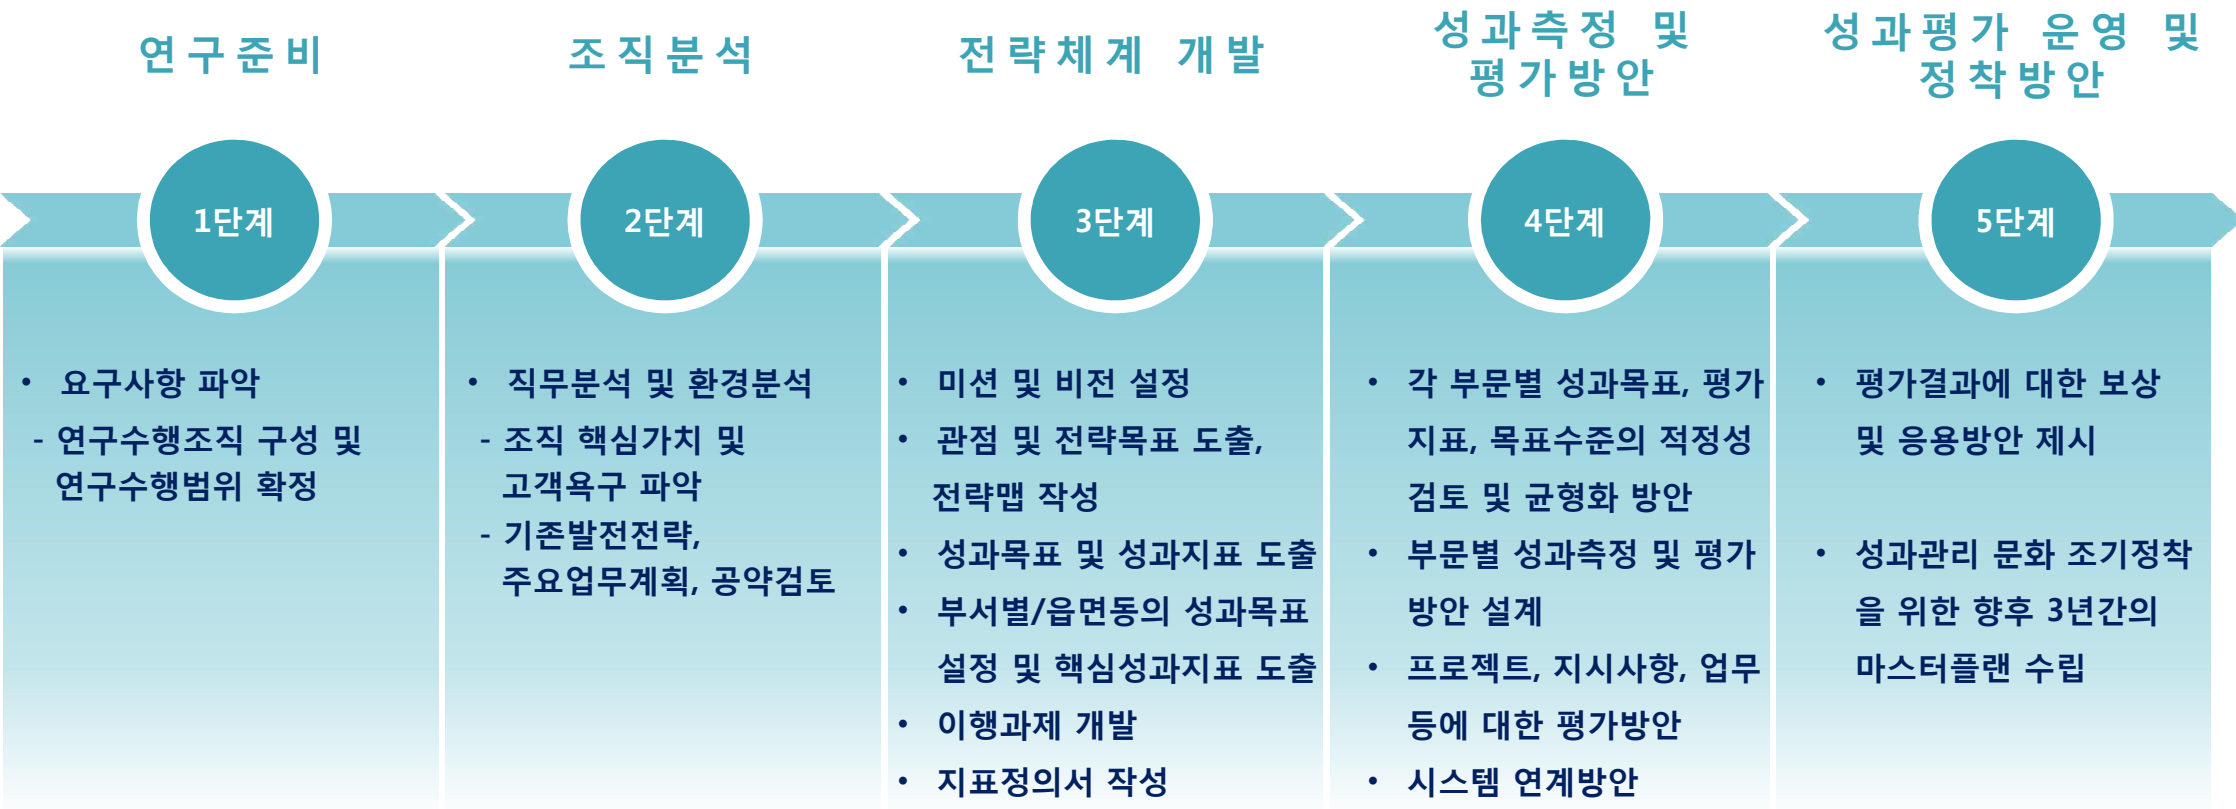 연구준비
조직분석
전략체계 개발
성과측정 및
평가방안
성과평가 운영 및
정착방안
1단계
2단계
3단계
4단계
5단계
• 요구사항 파악
- 연구수행조직 구성 및
연구수행범위 확정
• 직무분석 및 환경분석
- 조직 핵심가치 및
고객욕구 파악
- 기존발전전략,
주요업무계획, 공약검토
• 미션 및 비전 설정
• 관점 및 전략목표 도출,
전략맵 작성
• 성과목표 및 성과지표 도출
• 부서별/읍면동의 성과목표
설정 및 핵심성과지표 도출
• 이행과제 개발
• 지표정의서 작성
• 각 부문별 성과목표, 평가
지표, 목표수준의 적정성
검토 및 균형화 방안
• 부문별 성과측정 및 평가
방안 설계
• 프로젝트, 지시사항, 업무
등에 대한 평가방안
• 시스템 연계방안
• 평가결과에 대한 보상
및 응용방안 제시
• 성과관리 문화 조기정착
을 위한 향후 3년간의
마스터플랜 수립